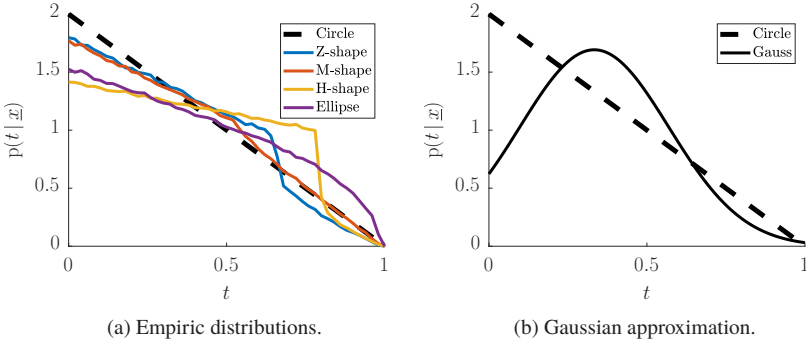 2
1.5
1
0.5
0
p(t | x)
0
0.5
1
t
Circle
Z-shape
M-shape
H-shape
Ellipse
(a) Empiric distributions.
2
1.5
1
0.5
0
p(t | x)
0
0.5
1
t
Circle
Gauss
(b) Gaussian approximation.